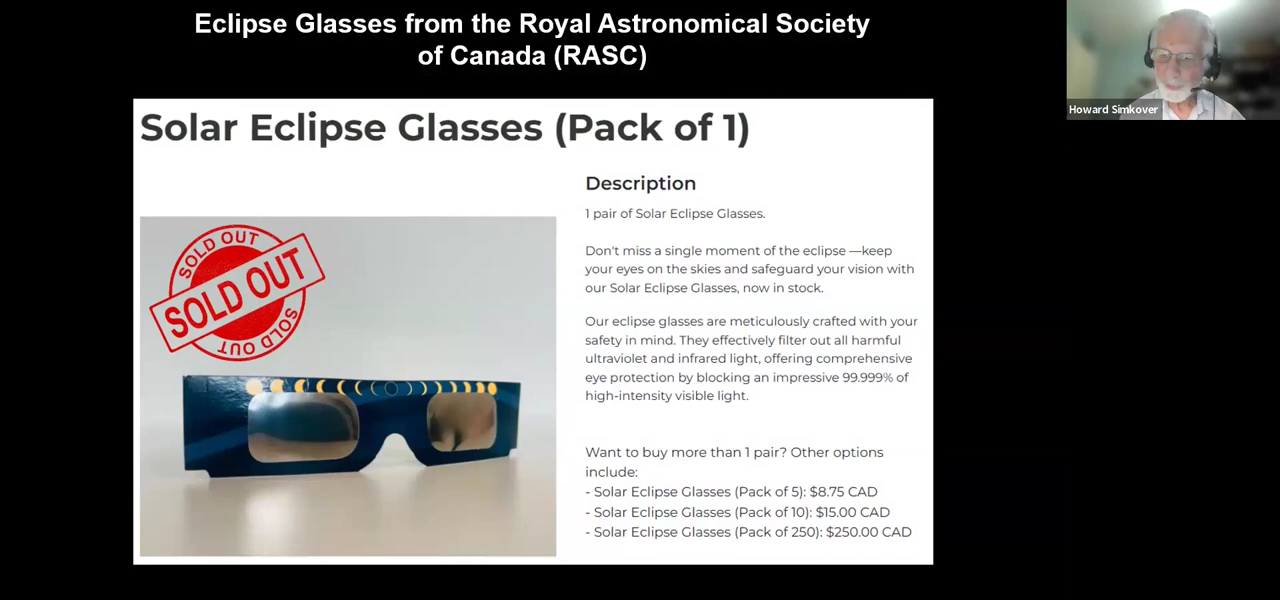 Eclipse Glasses from the Royal Astronomical Society
of Canada (RASC)
Howard Simkover
Solar Eclipse Glasses (Pack of 1)
SOLD OUT
SOLD OUT
SOLD OUT
SOLD
Description
1 pair of Solar Eclipse Glasses.
Don't miss a single moment of the eclipse —keep
your eyes on the skies and safeguard your vision with
our Solar Eclipse Glasses, now in stock.
Our eclipse glasses are meticulously crafted with your
safety in mind. They effectively filter out all harmful
ultraviolet and infrared light, offering comprehensive
eye protection by blocking an impressive 99.999% of
high-intensity visible light.
Want to buy more than 1 pair? Other options
include:
- Solar Eclipse Glasses (Pack of 5): $8.75 CAD
- Solar Eclipse Glasses (Pack of 10): $15.00 CAD
- Solar Eclipse Glasses (Pack of 250): $250.00 CAD